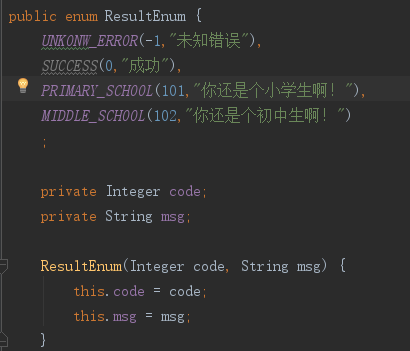 public enum ResultEnum {
UNKONW_ERROR(-1,"未知错误"),
SUCCESS(0,"成功"),
PRIMARY_SCHOOL(101,"你还是个小学生啊！"),
MIDDLE_SCHOOL(102,"你还是个初中生啊！")
;
private Integer code;
private String msg;
ResultEnum(Integer code, String msg) {
this.code = code;
this.msg = msg;
}